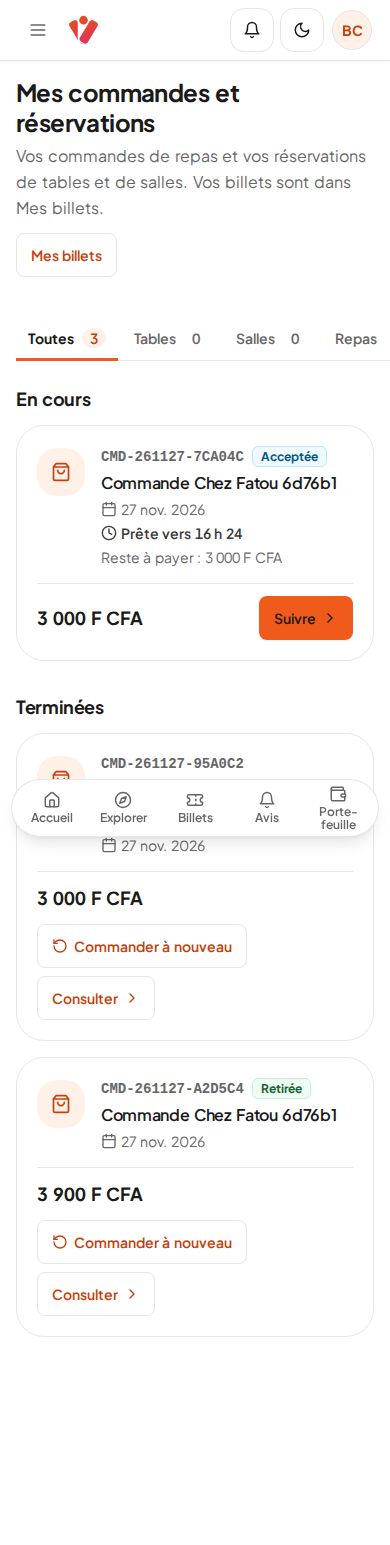 BC
Mes commandes et
réservations
Vos commandes de repas et vos réservations
de tables et de salles. Vos billets sont dans
Mes billets.
Mes billets
Toutes 3 Tables 0 Salles 0 Repas
En cours
CMD-261127-7CA04C Acceptée
Commande Chez Fatou 6d76b1
27 nov. 2026
Prête vers 16 h 24
Reste à payer : 3 000 F CFA
3 000 F CFA Suivre
Terminées
CMD-261127-95A0C2
Accueil Explorer Billets Avis Porte-
feuille
27 nov. 2026
3 000 F CFA
Commander à nouveau
Consulter
CMD-261127-A2D5C4 Retirée
Commande Chez Fatou 6d76b1
27 nov. 2026
3 900 F CFA
Commander à nouveau
Consulter